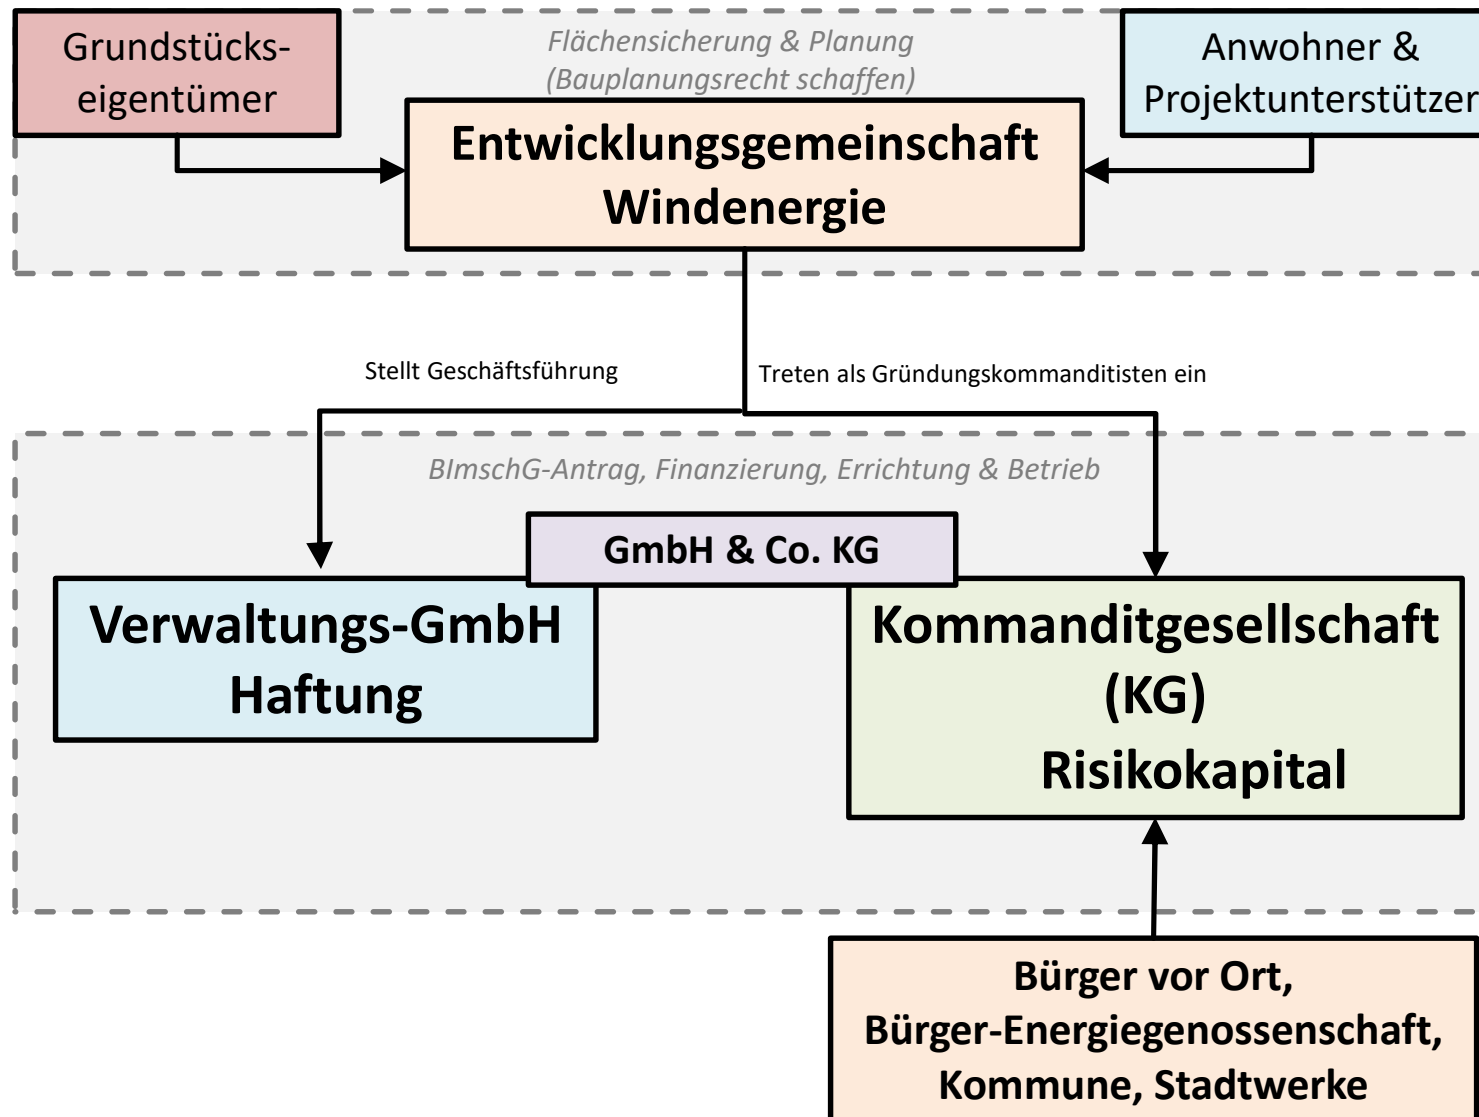 Grundstücks-
eigentümer
Flächensicherung & Planung
(Bauplanungsrecht schaffen)
Anwohner &
Projektunterstützer
Entwicklungsgemeinschaft
Windenergie
Stellt Geschäftsführung
Treten als Gründungskommanditisten ein
BImschG-Antrag, Finanzierung, Errichtung & Betrieb
GmbH & Co. KG
Verwaltungs-GmbH
Haftung
Kommanditgesellschaft
(KG)
Risikokapital
Bürger vor Ort,
Bürger-Energiegenossenschaft,
Kommune, Stadtwerke